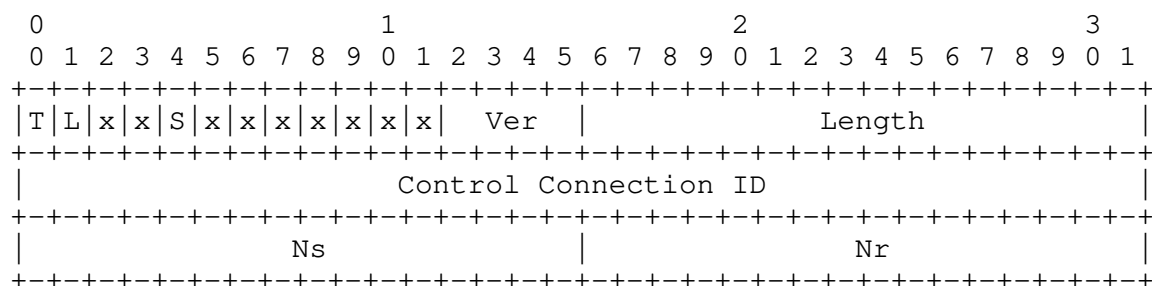 0                   1                   2                   3
 0 1 2 3 4 5 6 7 8 9 0 1 2 3 4 5 6 7 8 9 0 1 2 3 4 5 6 7 8 9 0 1
+-+-+-+-+-+-+-+-+-+-+-+-+-+-+-+-+-+-+-+-+-+-+-+-+-+-+-+-+-+-+-+-+
|T|L|x|x|S|x|x|x|x|x|x|x|  Ver  |             Length            |
+-+-+-+-+-+-+-+-+-+-+-+-+-+-+-+-+-+-+-+-+-+-+-+-+-+-+-+-+-+-+-+-+
|                     Control Connection ID                     |
+-+-+-+-+-+-+-+-+-+-+-+-+-+-+-+-+-+-+-+-+-+-+-+-+-+-+-+-+-+-+-+-+
|               Ns              |               Nr              |
+-+-+-+-+-+-+-+-+-+-+-+-+-+-+-+-+-+-+-+-+-+-+-+-+-+-+-+-+-+-+-+-+